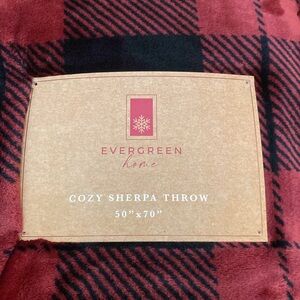 EVERGREEN
home
COZY SHERPA THROW
50"x70"